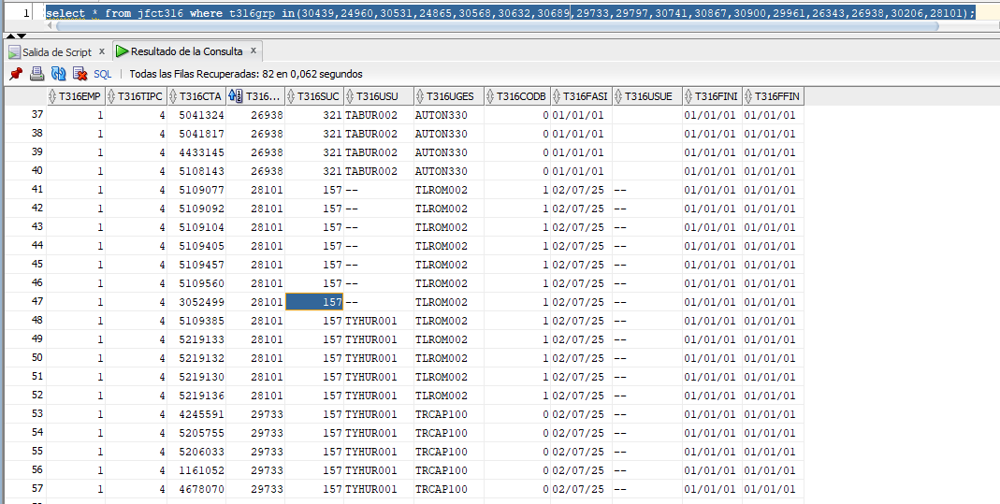 1 select * from jfct316 where t316grp in(30439,24960,30531,24865,30568,30632,30689,29733,29797,30741,30867,30900,29961,26343,26938,30206,28101);
Salida de Script x Resultado de la Consulta x
SQL | Todas las Filas Recuperadas: 82 en 0,062 segundos
T316EMP T316TIPC T316CTA T316... T316SUC T316USU T316UGES T316CODB T316FASI T316USUE T316FINI T316FFIN
37 1 4 5041324 26938 321 TABUR002 AUTON330 0 01/01/01 01/01/01 01/01/01
38 1 4 5041817 26938 321 TABUR002 AUTON330 0 01/01/01 01/01/01 01/01/01
39 1 4 4433145 26938 321 TABUR002 AUTON330 0 01/01/01 01/01/01 01/01/01
40 1 4 5108143 26938 321 TABUR002 AUTON330 0 01/01/01 01/01/01 01/01/01
41 1 4 5109077 28101 157 -- TLROM002 1 02/07/25 -- 01/01/01 01/01/01
42 1 4 5109092 28101 157 -- TLROM002 1 02/07/25 -- 01/01/01 01/01/01
43 1 4 5109104 28101 157 -- TLROM002 1 02/07/25 -- 01/01/01 01/01/01
44 1 4 5109405 28101 157 -- TLROM002 1 02/07/25 -- 01/01/01 01/01/01
45 1 4 5109457 28101 157 -- TLROM002 1 02/07/25 -- 01/01/01 01/01/01
46 1 4 5109560 28101 157 -- TLROM002 1 02/07/25 -- 01/01/01 01/01/01
47 1 4 3052499 28101 157 -- TLROM002 1 02/07/25 -- 01/01/01 01/01/01
48 1 4 5109385 28101 157 TYHUR001 TLROM002 1 02/07/25 -- 01/01/01 01/01/01
49 1 4 5219133 28101 157 TYHUR001 TLROM002 1 02/07/25 -- 01/01/01 01/01/01
50 1 4 5219132 28101 157 TYHUR001 TLROM002 1 02/07/25 -- 01/01/01 01/01/01
51 1 4 5219130 28101 157 TYHUR001 TLROM002 1 02/07/25 -- 01/01/01 01/01/01
52 1 4 5219136 28101 157 TYHUR001 TLROM002 1 02/07/25 -- 01/01/01 01/01/01
53 1 4 4245591 29733 157 TYHUR001 TRCAP100 0 02/07/25 -- 01/01/01 01/01/01
54 1 4 5205755 29733 157 TYHUR001 TRCAP100 0 02/07/25 -- 01/01/01 01/01/01
55 1 4 5206033 29733 157 TYHUR001 TRCAP100 0 02/07/25 -- 01/01/01 01/01/01
56 1 4 1161052 29733 157 TYHUR001 TRCAP100 0 02/07/25 -- 01/01/01 01/01/01
57 1 4 4678070 29733 157 TYHUR001 TRCAP100 0 02/07/25 -- 01/01/01 01/01/01